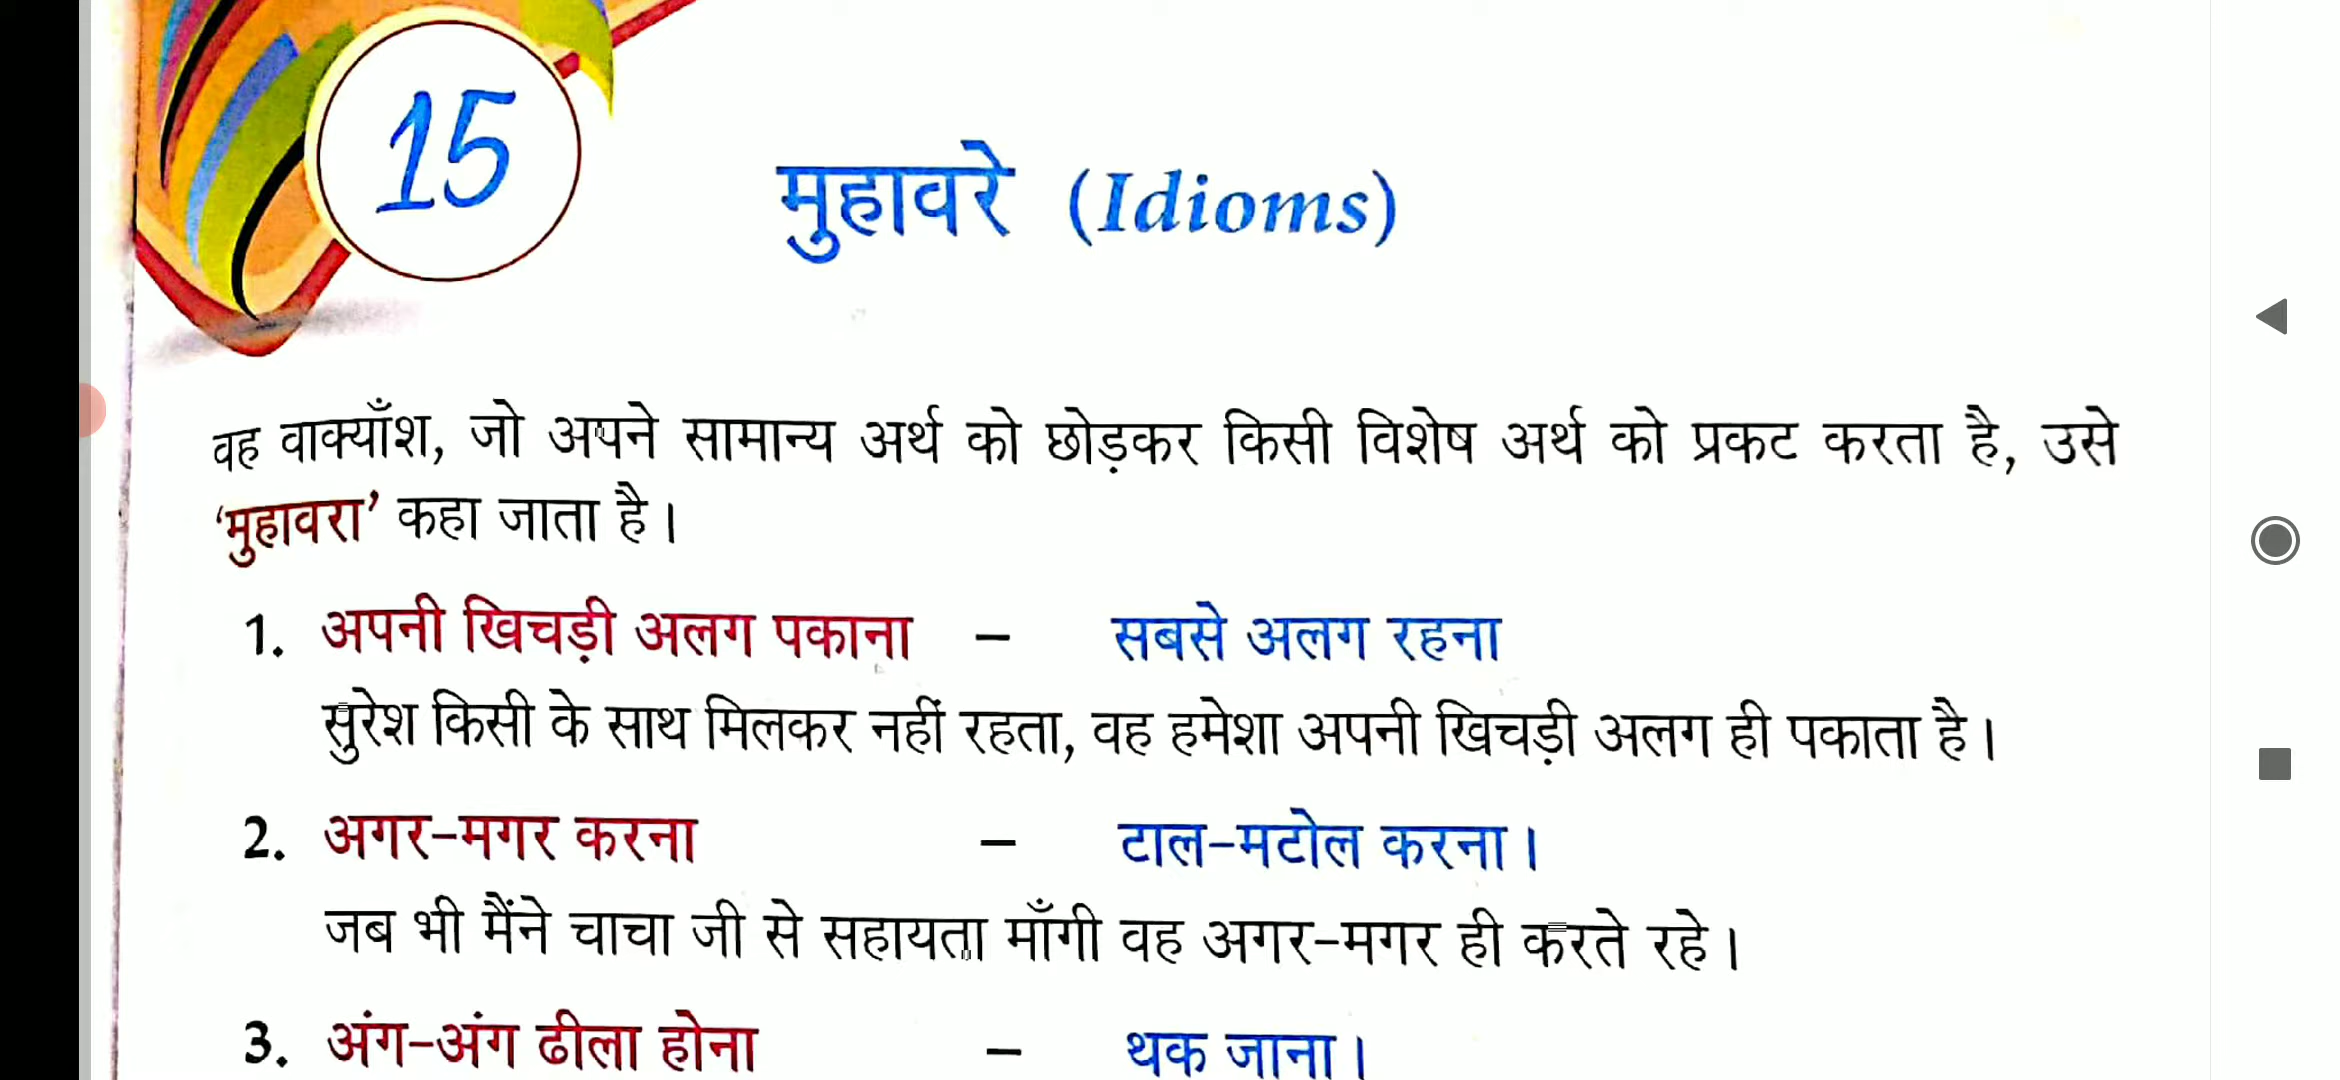 15
मुहावरे (Idioms)
वह वाक्याँश, जो अपने सामान्य अर्थ को छोड़कर किसी विशेष अर्थ को प्रकट करता है, उसे
‘मुहावरा’ कहा जाता है।
1. अपनी खिचड़ी अलग पकाना – सबसे अलग रहना
सुरेश किसी के साथ मिलकर नहीं रहता, वह हमेशा अपनी खिचड़ी अलग ही पकाता है।
2. अगर-मगर करना – टाल-मटोल करना।
जब भी मैंने चाचा जी से सहायता माँगी वह अगर-मगर ही करते रहे।
3. अंग-अंग ढीला होना – थक जाना।